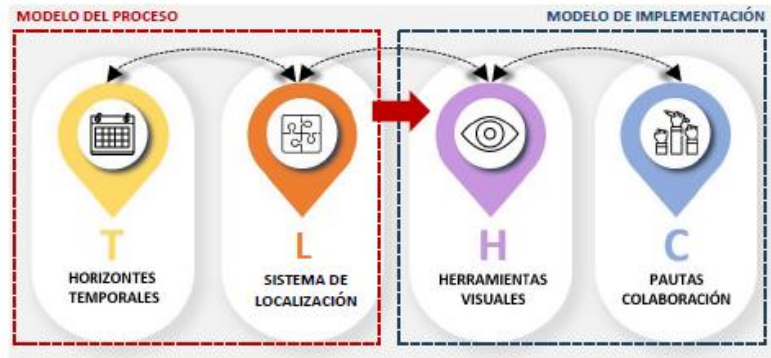 MODELO DEL PROCESO
MODELO DE IMPLEMENTACIÓN
T
HORIZONTES
TEMPORALES
L
SISTEMA DE
LOCALIZACIÓN
H
HERRAMIENTAS
VISUALES
C
PAUTAS
COLABORACIÓN